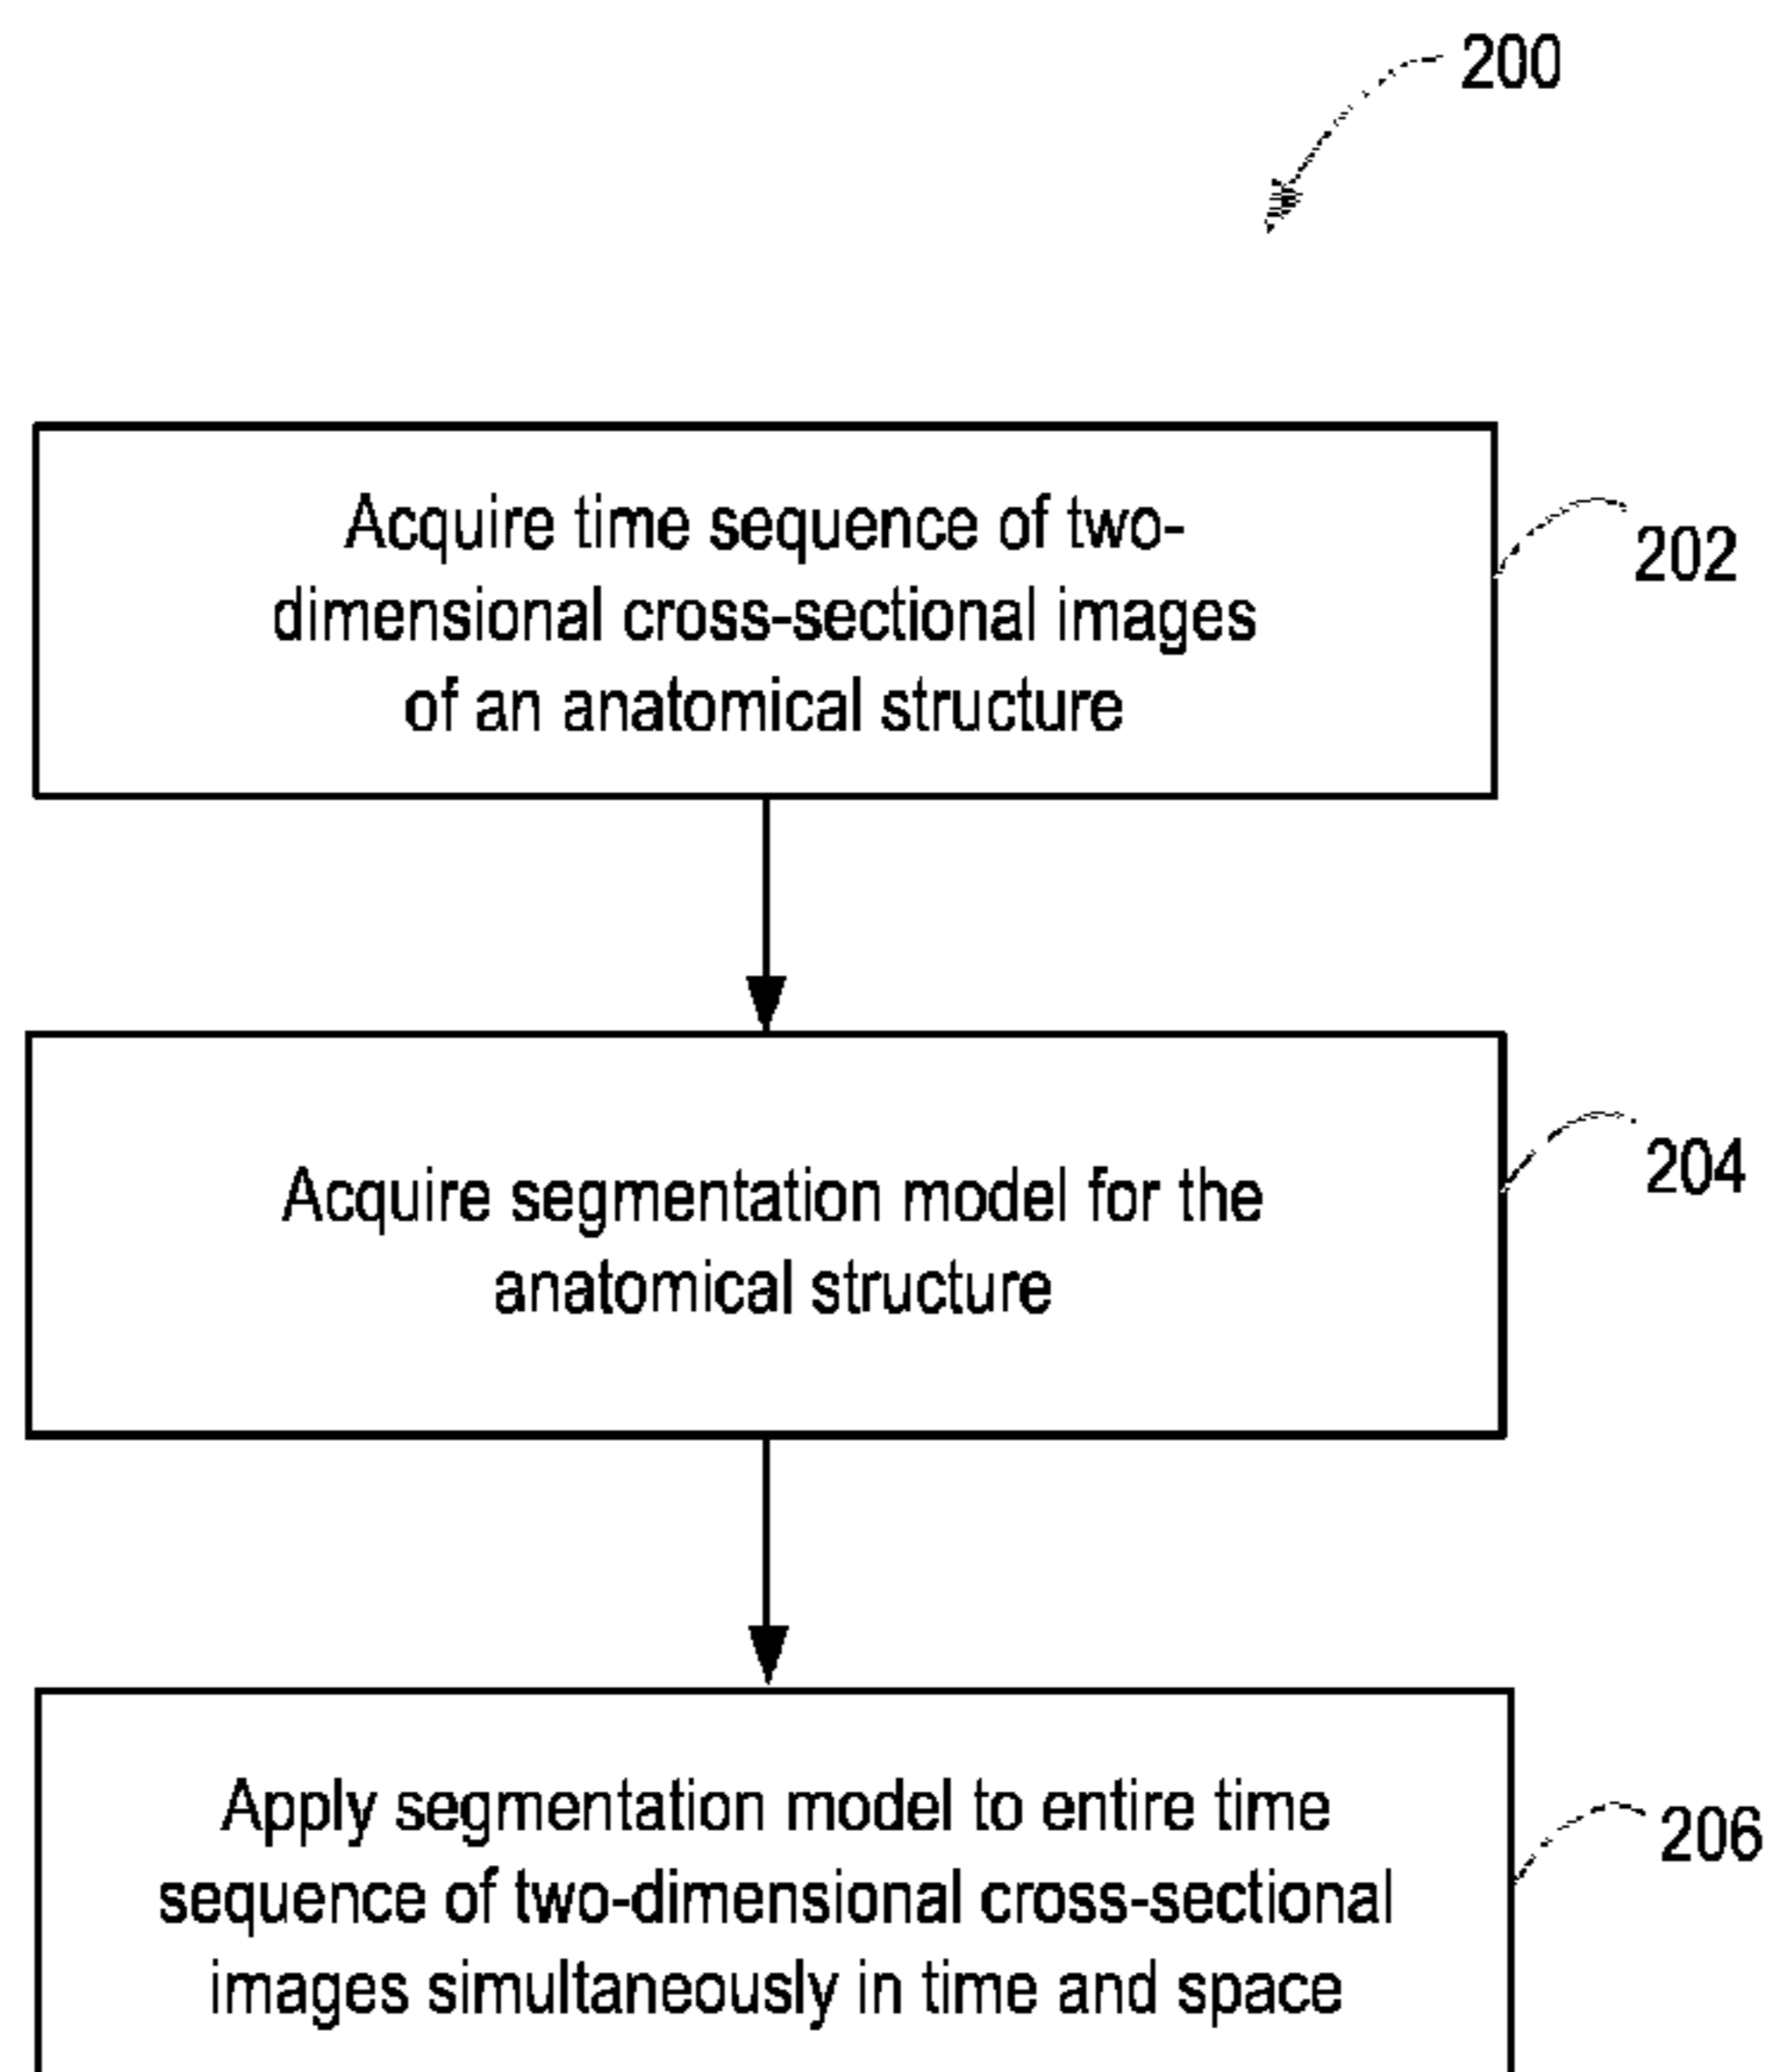 200
Acquire time sequence of two-
dimensional cross-sectional images
of an anatomical structure
202
Acquire segmentation model for the
anatomical structure
204
Apply segmentation model to entire time
sequence of two-dimensional cross-sectional
images simultaneously in time and space
206